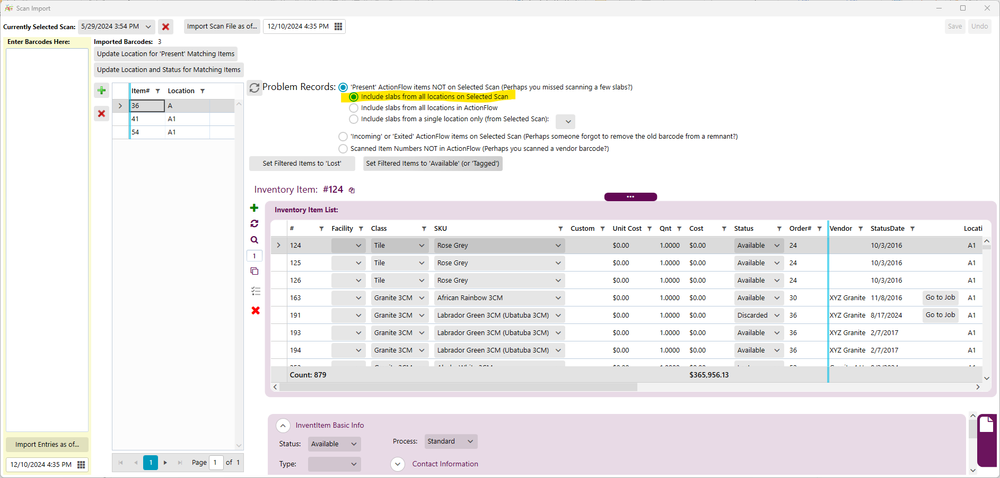 Scan Import
Currently Selected Scan: 5/29/2024 3:54 PM Import Scan File as of... 12/10/2024 4:35 PM Save Undo
Enter Barcodes Here: Imported Barcodes: 3
Update Location for 'Present' Matching Items
Update Location and Status for Matching Items
Item# Location
36 A
41 A1
54 A1
Problem Records: 'Present' ActionFlow items NOT on Selected Scan (Perhaps you missed scanning a few slabs?)
Include slabs from all locations on Selected Scan
Include slabs from all locations in ActionFlow
Include slabs from a single location only (from Selected Scan):
'Incoming' or 'Exited' ActionFlow items on Selected Scan (Perhaps someone forgot to remove the old barcode from a remnant?)
Scanned Item Numbers NOT in ActionFlow (Perhaps you scanned a vendor barcode?)
Set Filtered Items to 'Lost' Set Filtered Items to 'Available' (or 'Tagged')
Inventory Item: #124
1
Inventory Item List:
# Facility Class SKU Custom Unit Cost Qnt Cost Status Order# Vendor StatusDate Locati
124 Tile Rose Grey $0.00 1.0000 $0.00 Available 24 10/3/2016 A1
125 Tile Rose Grey $0.00 1.0000 $0.00 Available 24 10/3/2016 A1
126 Tile Rose Grey $0.00 1.0000 $0.00 Available 24 10/3/2016 A1
163 Granite 3CM African Rainbow 3CM $0.00 1.0000 $0.00 Available 30 XYZ Granite 11/8/2016 Go to Job A1
191 Granite 3CM Labrador Green 3CM (Ubatuba 3CM) $0.00 1.0000 $0.00 Discarded 36 XYZ Granite 8/17/2024 Go to Job A1
193 Granite 3CM Labrador Green 3CM (Ubatuba 3CM) $0.00 1.0000 $0.00 Available 36 XYZ Granite 2/7/2017 A1
194 Granite 3CM Labrador Green 3CM (Ubatuba 3CM) $0.00 1.0000 $0.00 Available 36 XYZ Granite 2/7/2017 A1
Count: 879 $365,956.13
InventItem Basic Info
Status: Available Process: Standard
Type: Contact Information
Import Entries as of...
12/10/2024 4:35 PM
1 Page 1 of 1